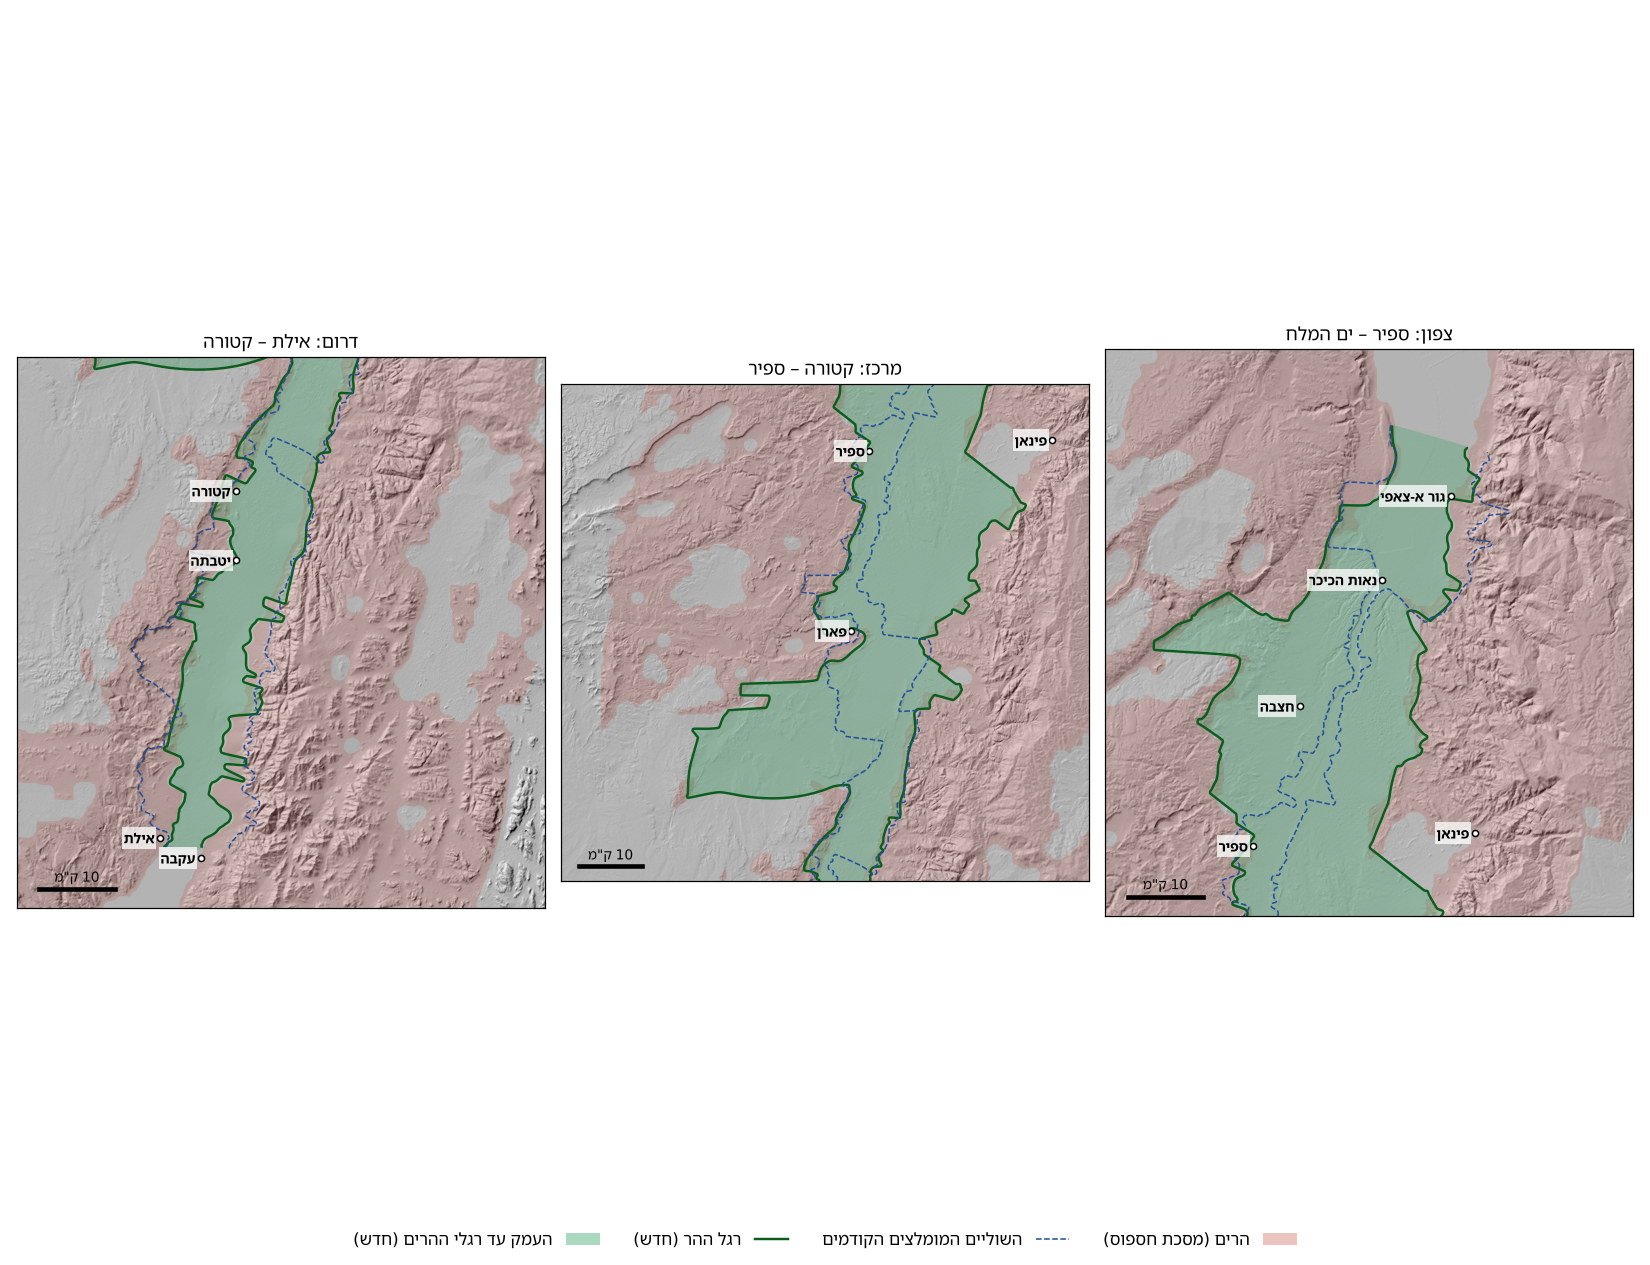 צפון: ספיר – ים המלח
גור א-צאפי
נאות הכיכר
חצבה
פינאן
ספיר
10 ק"מ
מרכז: קטורה – ספיר
פינאן
ספיר
פארן
10 ק"מ
דרום: אילת – קטורה
קטורה
יטבתה
אילת
עקבה
10 ק"מ
הרים (מסכת חספוס)
השוליים המומלצים הקודמים
רגל ההר (חדש)
העמק עד רגלי ההרים (חדש)